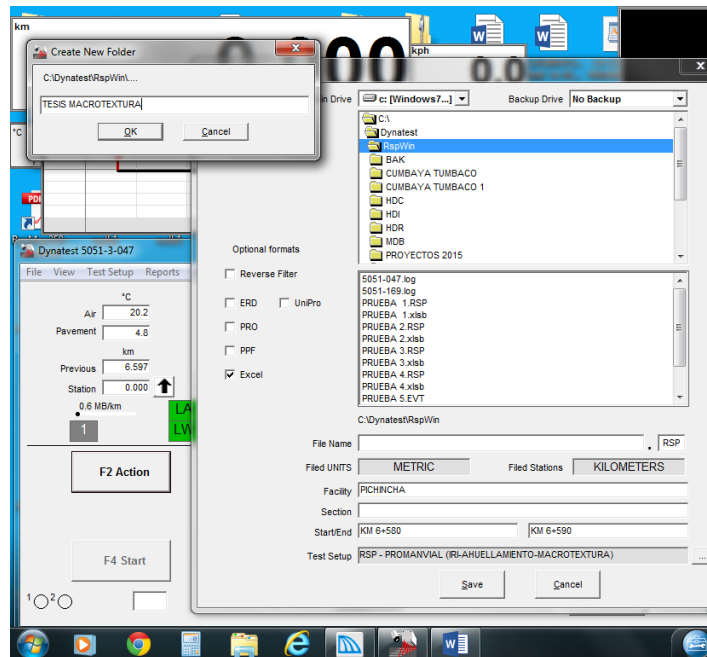 km
Create New Folder
C:\Dynatest\RspWin\....
TESIS MACROTEXTURA
OK
Cancel
kph
0.0
in Drive
c: [Windows7...]
Backup Drive
No Backup
C:\
Dynatest
RspWin
BAK
CUMBAYA TUMBACO
CUMBAYA TUMBACO 1
HDC
HDI
HDR
MDB
PROYECTOS 2015
°C
Optional formats
Reverse Filter
ERD
UniPro
PRO
PPF
Excel
5051-047.log
5051-169.log
PRUEBA 1.RSP
PRUEBA 1.xlsb
PRUEBA 2.RSP
PRUEBA 2.xlsb
PRUEBA 3.RSP
PRUEBA 3.xlsb
PRUEBA 4.RSP
PRUEBA 4.xlsb
PRUEBA 5.EVT
C:\Dynatest\RspWin
File Name
. RSP
Filed UNITS
METRIC
Filed Stations
KILOMETERS
Facility
PICHINCHA
Section
Start/End
KM 6+580
KM 6+590
Test Setup
RSP - PROMANVIAL (IRI-AHUELLAMIENTO-MACROTEXTURA)
...
Save
Cancel
Dynatest 5051-3-047
File View Test Setup Reports
°C
Air 20.2
Pavement 4.8
km
Previous 6.597
Station 0.000
0.6 MB/km
1
LA
LW
F2 Action
F4 Start
1 2